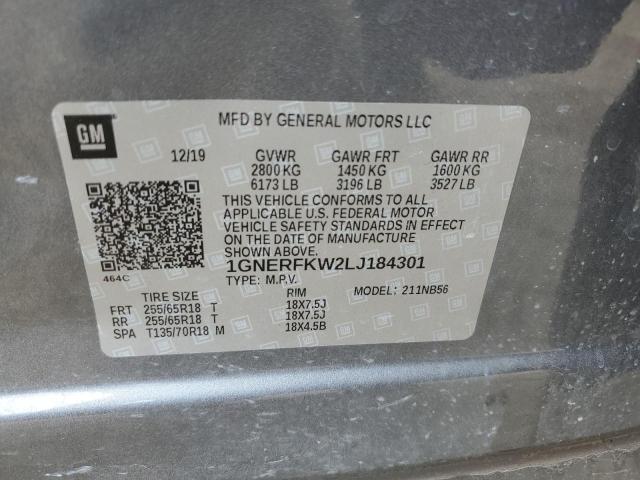 GM
MFD BY GENERAL MOTORS LLC
12/19 GVWR GAWR FRT GAWR RR
2800 KG 1450 KG 1600 KG
6173 LB 3196 LB 3527 LB
THIS VEHICLE CONFORMS TO ALL
APPLICABLE U.S. FEDERAL MOTOR
VEHICLE SAFETY STANDARDS IN EFFECT
ON THE DATE OF MANUFACTURE
SHOWN ABOVE.
464C 1GNERFKW2LJ184301
TYPE: M.P.V. MODEL: 211NB56
TIRE SIZE RIM
FRT 255/65R18 T 18X7.5J
RR 255/65R18 T 18X7.5J
SPA T135/70R18 M 18X4.5B